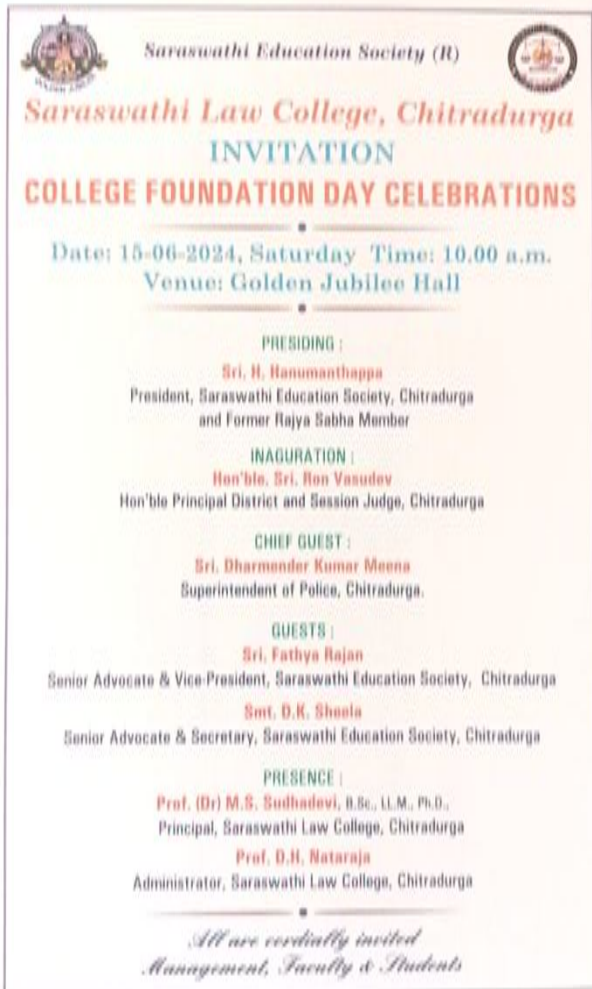 Saraswathi Education Society (R)
Saraswathi Law College, Chitradurga
INVITATION
COLLEGE FOUNDATION DAY CELEBRATIONS
Date: 15-06-2024, Saturday Time: 10.00 a.m.
Venue: Golden Jubilee Hall
PRESIDING :
Sri. H. Hanumanthappa
President, Saraswathi Education Society, Chitradurga
and Former Rajya Sabha Member
INAGURATION :
Hon'ble. Sri. Ron Vasudev
Hon'ble Principal District and Session Judge, Chitradurga
CHIEF GUEST :
Sri. Dharmender Kumar Meena
Superintendent of Police, Chitradurga.
GUESTS :
Sri. Fathya Rajan
Senior Advocate & Vice-President, Saraswathi Education Society, Chitradurga
Smt. D.K. Sheela
Senior Advocate & Secretary, Saraswathi Education Society, Chitradurga
PRESENCE :
Prof. (Dr) M.S. Sudhadevi, B.Sc., LL.M., Ph.D.,
Principal, Saraswathi Law College, Chitradurga
Prof. D.H. Nataraja
Administrator, Saraswathi Law College, Chitradurga
All are cordially invited
Management, Faculty & Students